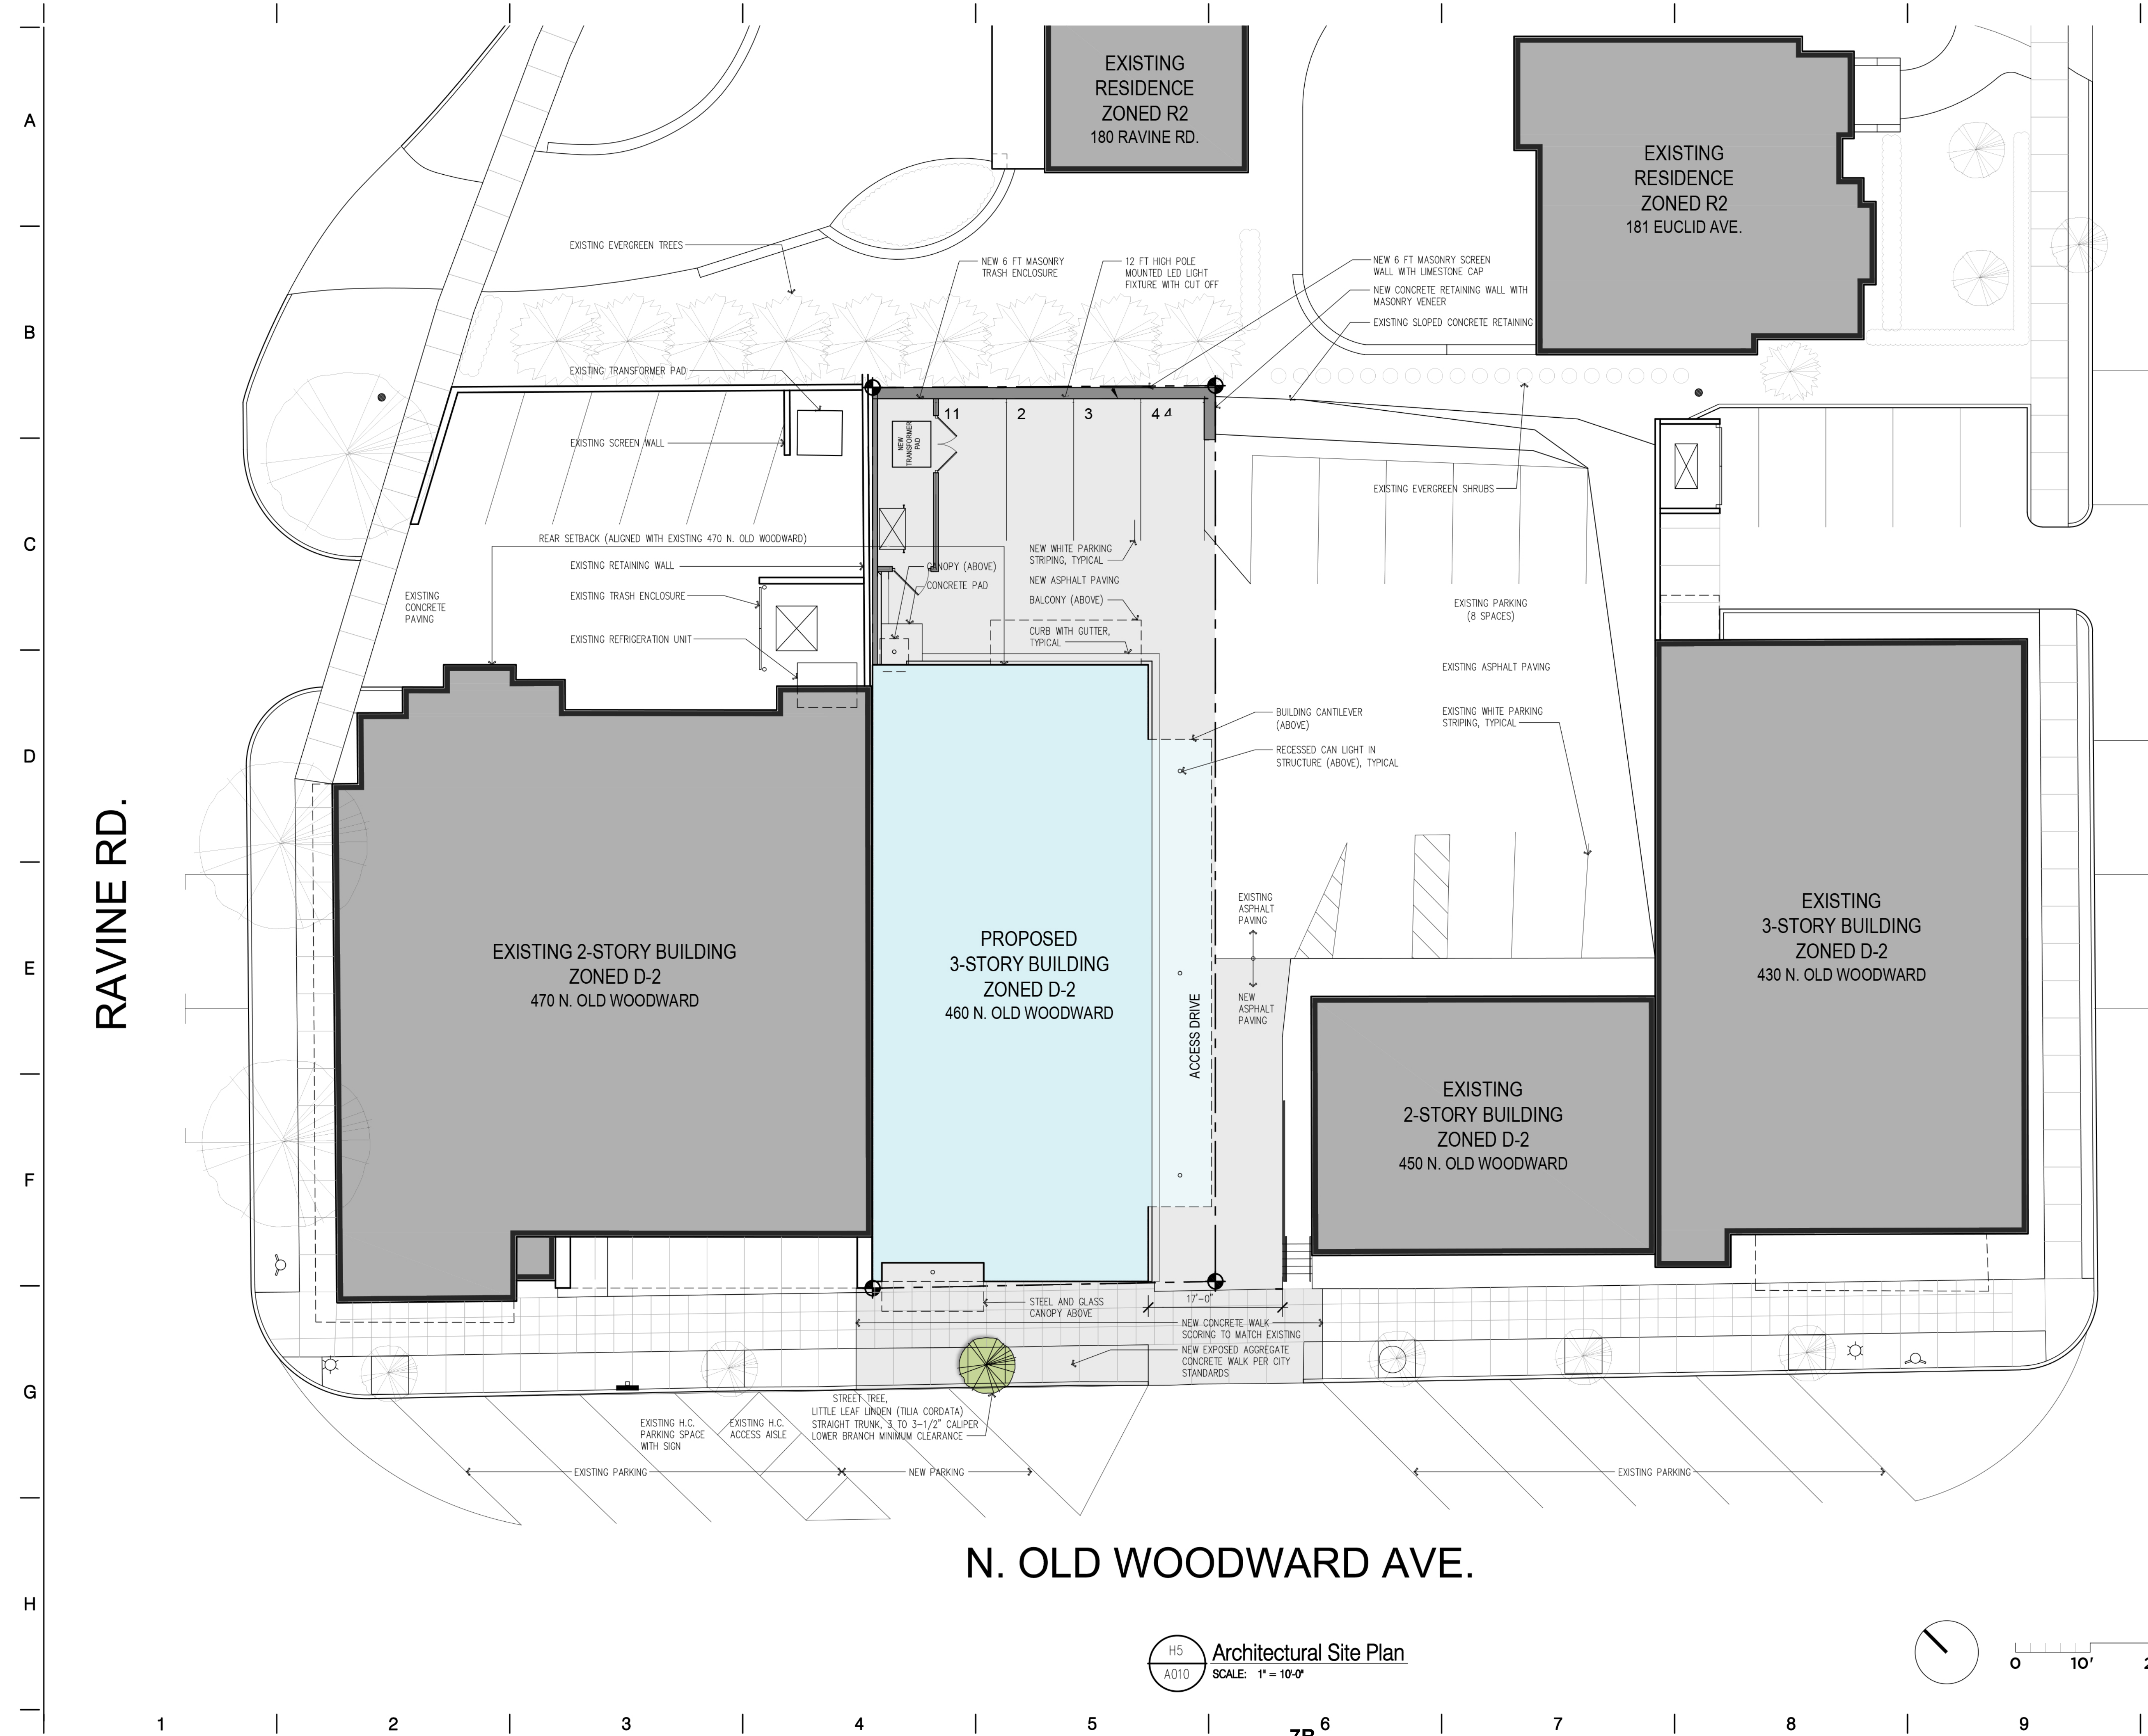 EXISTING
RESIDENCE
ZONED R2
180 RAVINE RD.
EXISTING
RESIDENCE
ZONED R2
181 EUCLID AVE.
A
EXISTING EVERGREEN TREES
NEW 6 FT MASONRY
TRASH ENCLOSURE
12 FT HIGH POLE
MOUNTED LED LIGHT
FIXTURE WITH CUT OFF
NEW 6 FT MASONRY SCREEN
WALL WITH LIMESTONE CAP
NEW CONCRETE RETAINING WALL WITH
MASONRY VENEER
EXISTING SLOPED CONCRETE RETAINING
B
EXISTING TRANSFORMER PAD
11
2
3
4 4
NEW
TRANSFORMER
PAD
EXISTING SCREEN WALL
EXISTING EVERGREEN SHRUBS
C
REAR SETBACK (ALIGNED WITH EXISTING 470 N. OLD WOODWARD)
NEW WHITE PARKING
STRIPING, TYPICAL
EXISTING RETAINING WALL
CANOPY (ABOVE)
CONCRETE PAD
NEW ASPHALT PAVING
EXISTING
CONCRETE
PAVING
EXISTING TRASH ENCLOSURE
BALCONY (ABOVE)
EXISTING PARKING
(8 SPACES)
EXISTING REFRIGERATION UNIT
CURB WITH GUTTER,
TYPICAL
EXISTING ASPHALT PAVING
BUILDING CANTILEVER
(ABOVE)
EXISTING WHITE PARKING
STRIPING, TYPICAL
RECESSED CAN LIGHT IN
STRUCTURE (ABOVE), TYPICAL
D
RAVINE RD.
EXISTING
ASPHALT
PAVING
NEW
ASPHALT
PAVING
E
EXISTING 2-STORY BUILDING
ZONED D-2
470 N. OLD WOODWARD
PROPOSED
3-STORY BUILDING
ZONED D-2
460 N. OLD WOODWARD
ACCESS DRIVE
EXISTING
3-STORY BUILDING
ZONED D-2
430 N. OLD WOODWARD
EXISTING
2-STORY BUILDING
ZONED D-2
450 N. OLD WOODWARD
F
STEEL AND GLASS
CANOPY ABOVE
17'-0"
NEW CONCRETE WALK
SCORING TO MATCH EXISTING
NEW EXPOSED AGGREGATE
CONCRETE WALK PER CITY
STANDARDS
G
STREET TREE,
LITTLE LEAF LINDEN (TILIA CORDATA)
STRAIGHT TRUNK, 3 TO 3-1/2" CALIPER
LOWER BRANCH MINIMUM CLEARANCE
EXISTING H.C.
PARKING SPACE
WITH SIGN
EXISTING H.C.
ACCESS AISLE
EXISTING PARKING
NEW PARKING
EXISTING PARKING
N. OLD WOODWARD AVE.
H
H5
A010
Architectural Site Plan
SCALE: 1" = 10'-0"
0 10' 2
1 2 3 4 5 6 7 8 9
7B